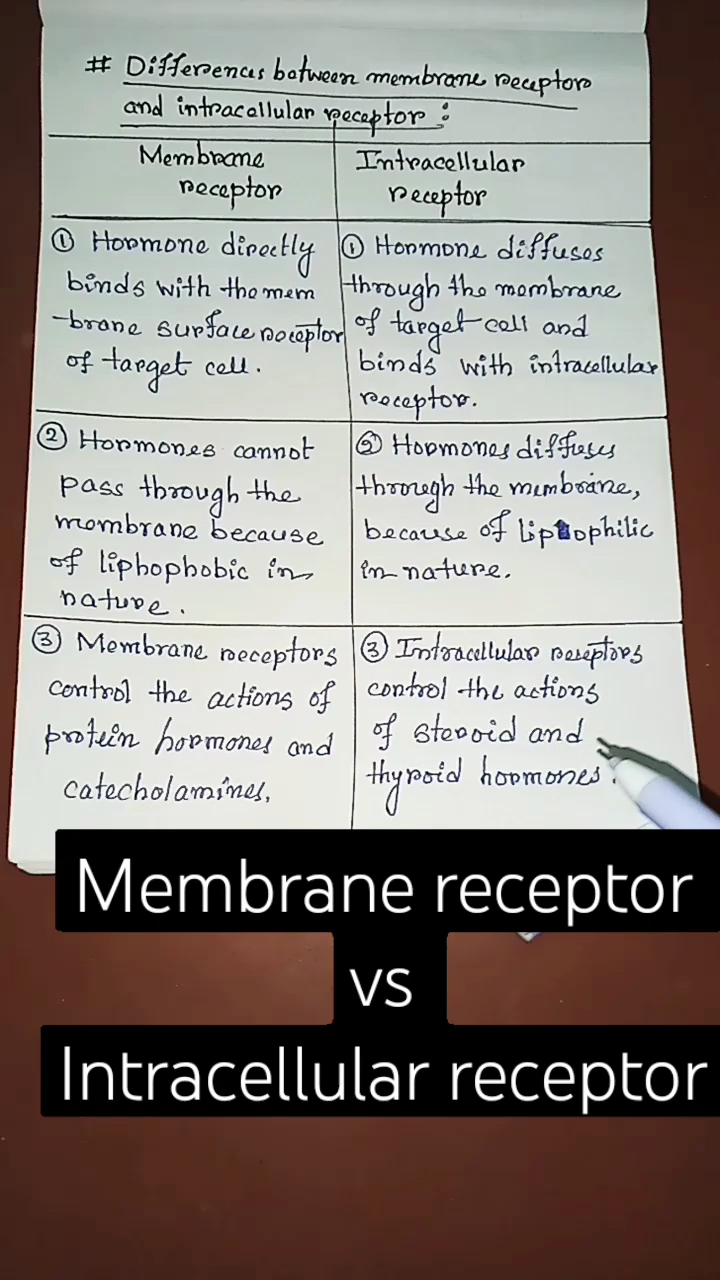 # Differences between membrane receptor
and intracellular receptor :
Membrane
receptor
Intracellular
receptor
① Hormone directly
binds with the mem
-brane surface receptor
of target cell.
① Hormone diffuses
through the membrane
of target cell and
binds with intracellular
receptor.
② Hormones cannot
pass through the
membrane because
of liphophobic in
nature.
② Hormones diffuses
through the membrane,
because of lipophilic
in nature.
③ Membrane receptors
control the actions of
protein hormones and
catecholamines.
③ Intracellular receptors
control the actions
of steroid and
thyroid hormones.
Membrane receptor
vs
Intracellular receptor